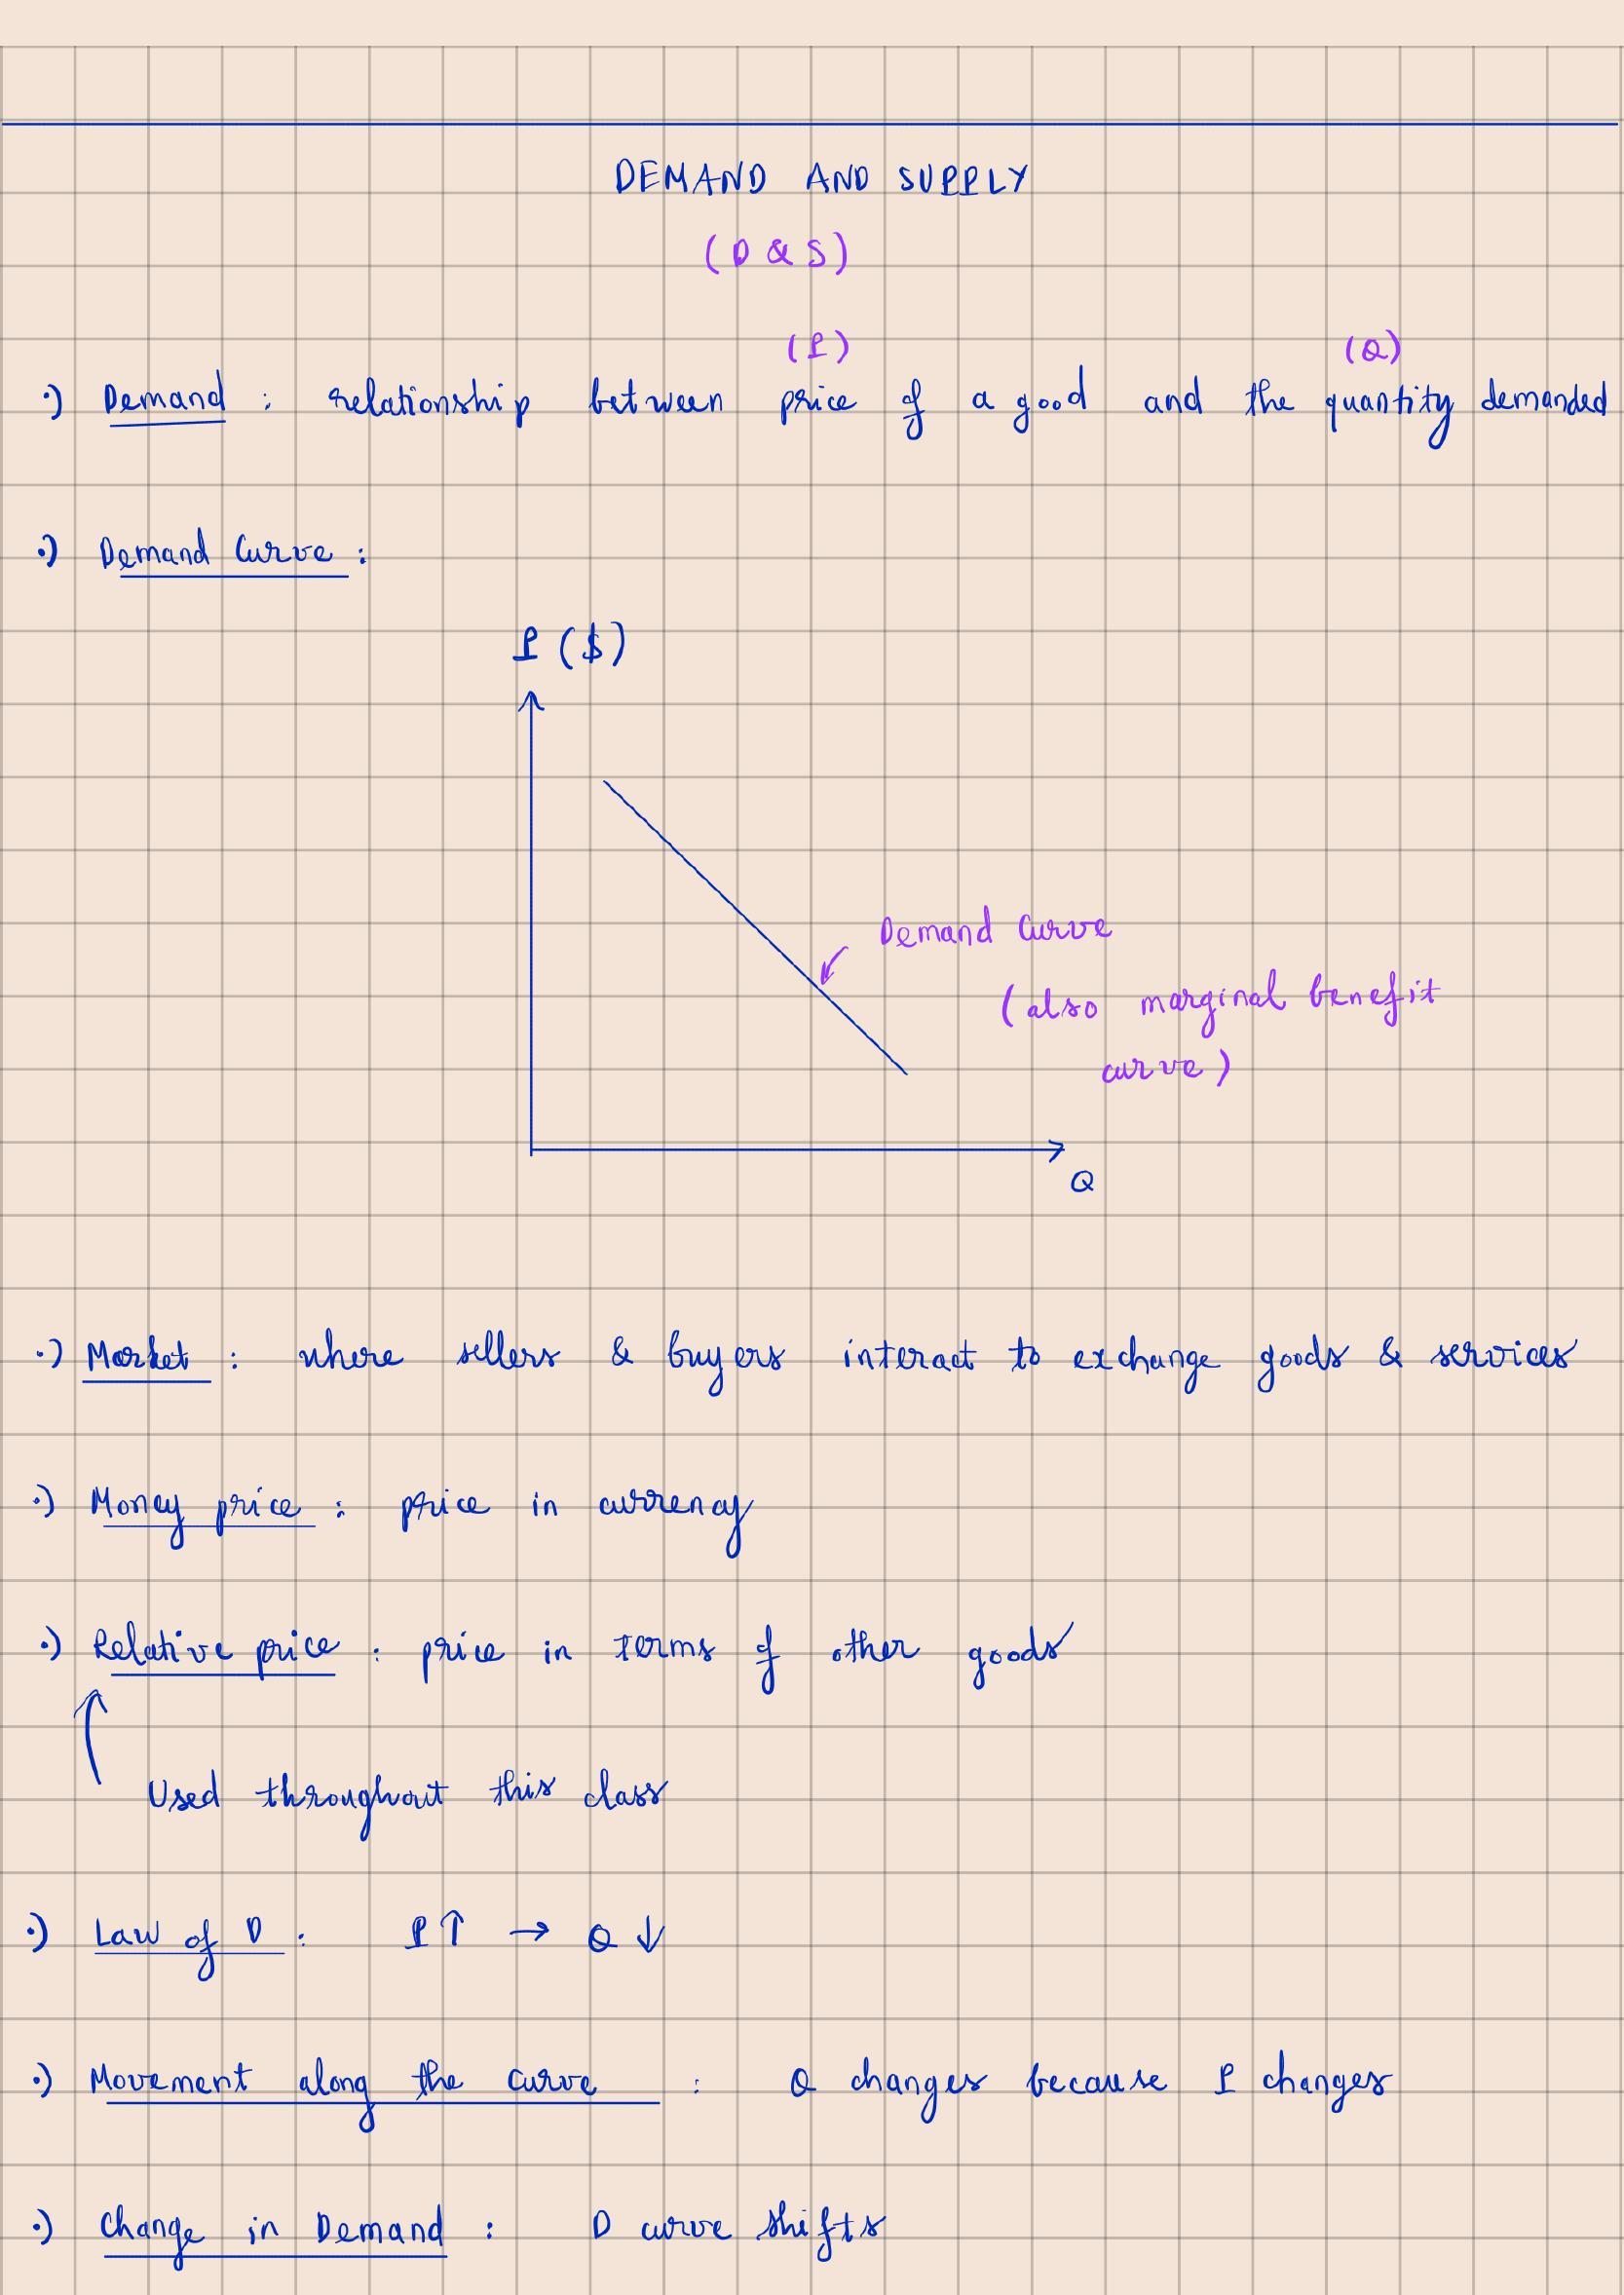 DEMAND AND SUPPLY
(D & S)
(P) (Q)
·) Demand : relationship between price of a good and the quantity demanded
·) Demand Curve :
P ($)
Demand Curve
(also marginal benefit
curve)
Q
·) Market : where sellers & buyers interact to exchange goods & services
·) Money price : price in currency
·) Relative price : price in terms of other goods
Used throughout this class
·) Law of D : P ↑ → Q ↓
·) Movement along the curve : Q changes because P changes
·) Change in Demand : D curve shifts